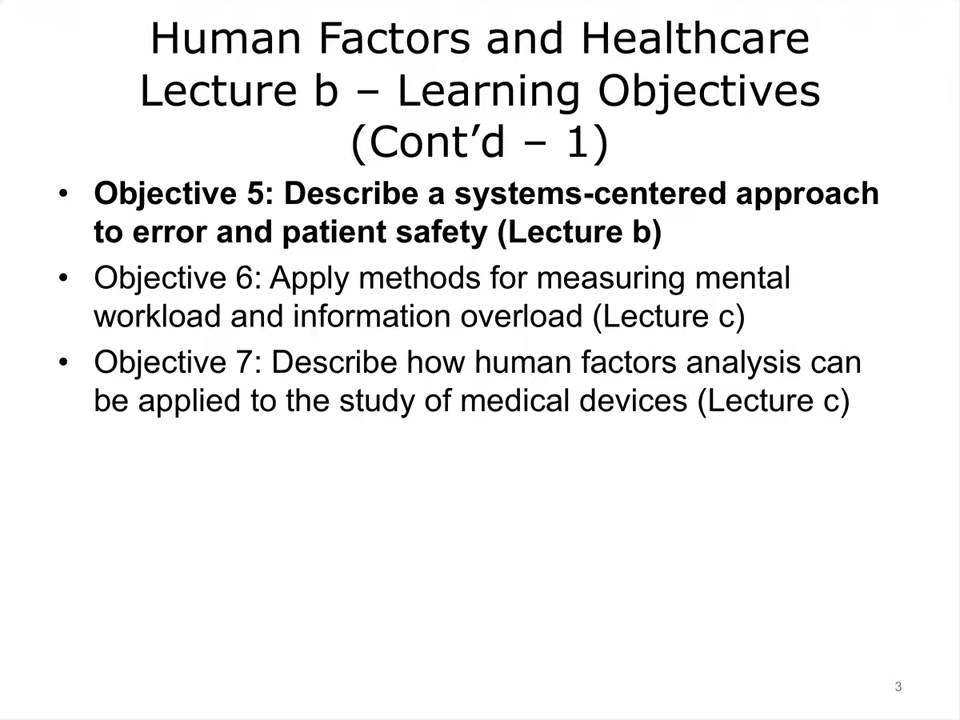 Human Factors and Healthcare
Lecture b – Learning Objectives
(Cont’d – 1)
• Objective 5: Describe a systems-centered approach
to error and patient safety (Lecture b)
• Objective 6: Apply methods for measuring mental
workload and information overload (Lecture c)
• Objective 7: Describe how human factors analysis can
be applied to the study of medical devices (Lecture c)
3